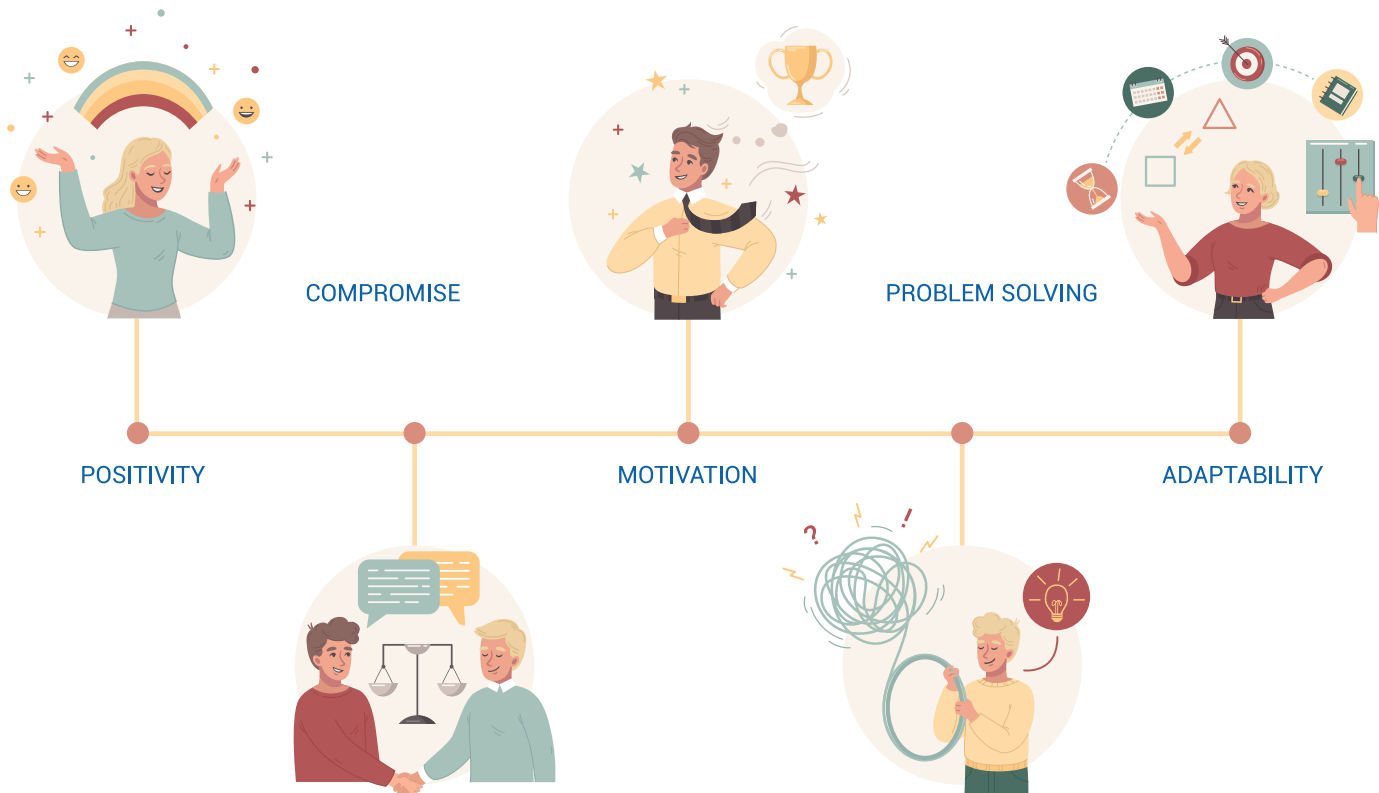 COMPROMISE
PROBLEM SOLVING
POSITIVITY
MOTIVATION
ADAPTABILITY
? !